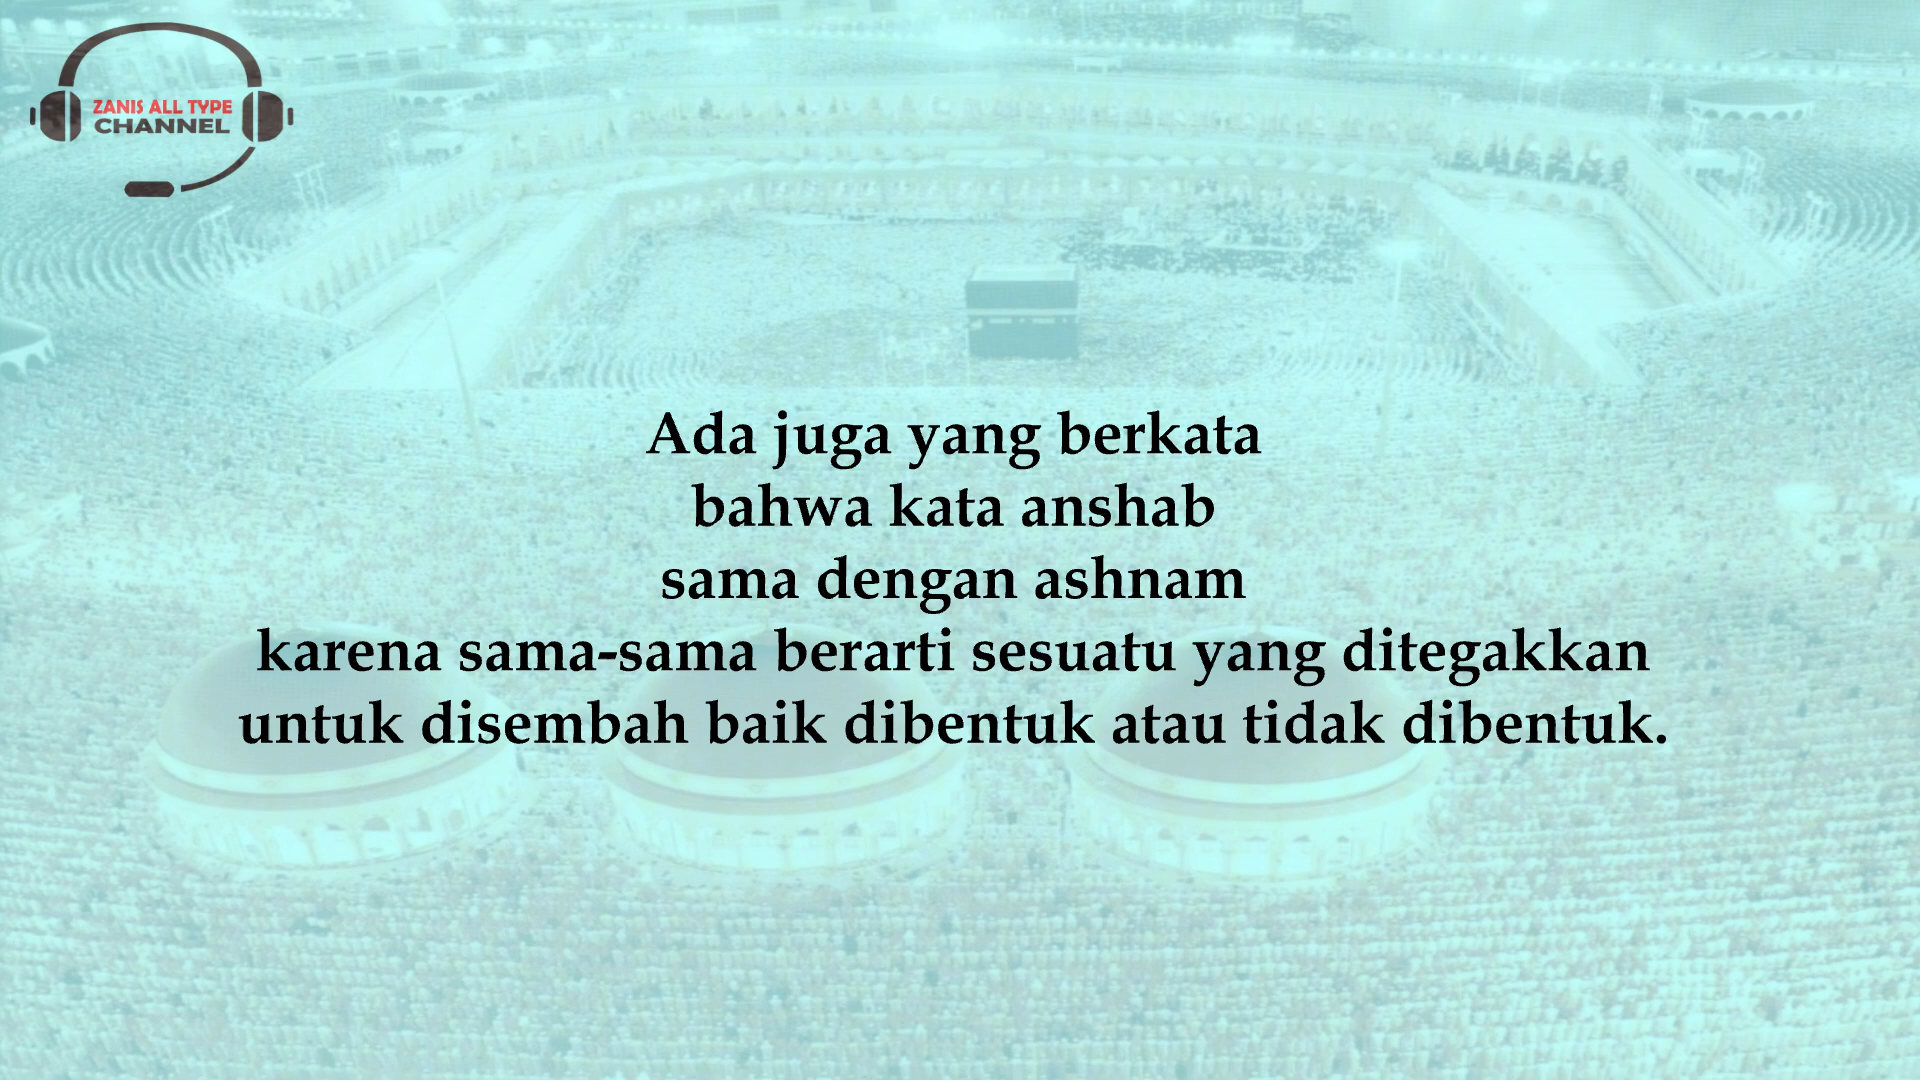 ZANIS ALL TYPE
CHANNEL
Ada juga yang berkata
bahwa kata anshab
sama dengan ashnam
karena sama-sama berarti sesuatu yang ditegakkan
untuk disembah baik dibentuk atau tidak dibentuk.